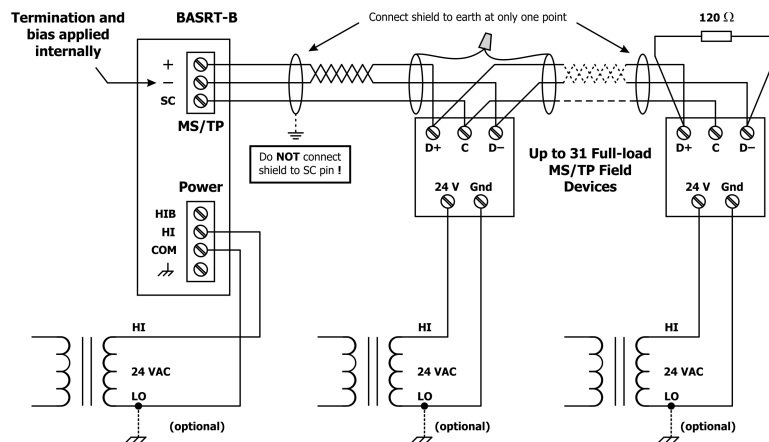 Termination and
bias applied
internally
BASRT-B
Connect shield to earth at only one point
120 Ω
+
−
SC
MS/TP
Do NOT connect
shield to SC pin !
D+ C D−
Up to 31 Full-load
MS/TP Field
Devices
D+ C D−
Power
24 V Gnd
24 V Gnd
HIB
HI
COM
HI
24 VAC
LO
(optional)
HI
24 VAC
LO
(optional)
HI
24 VAC
LO
(optional)